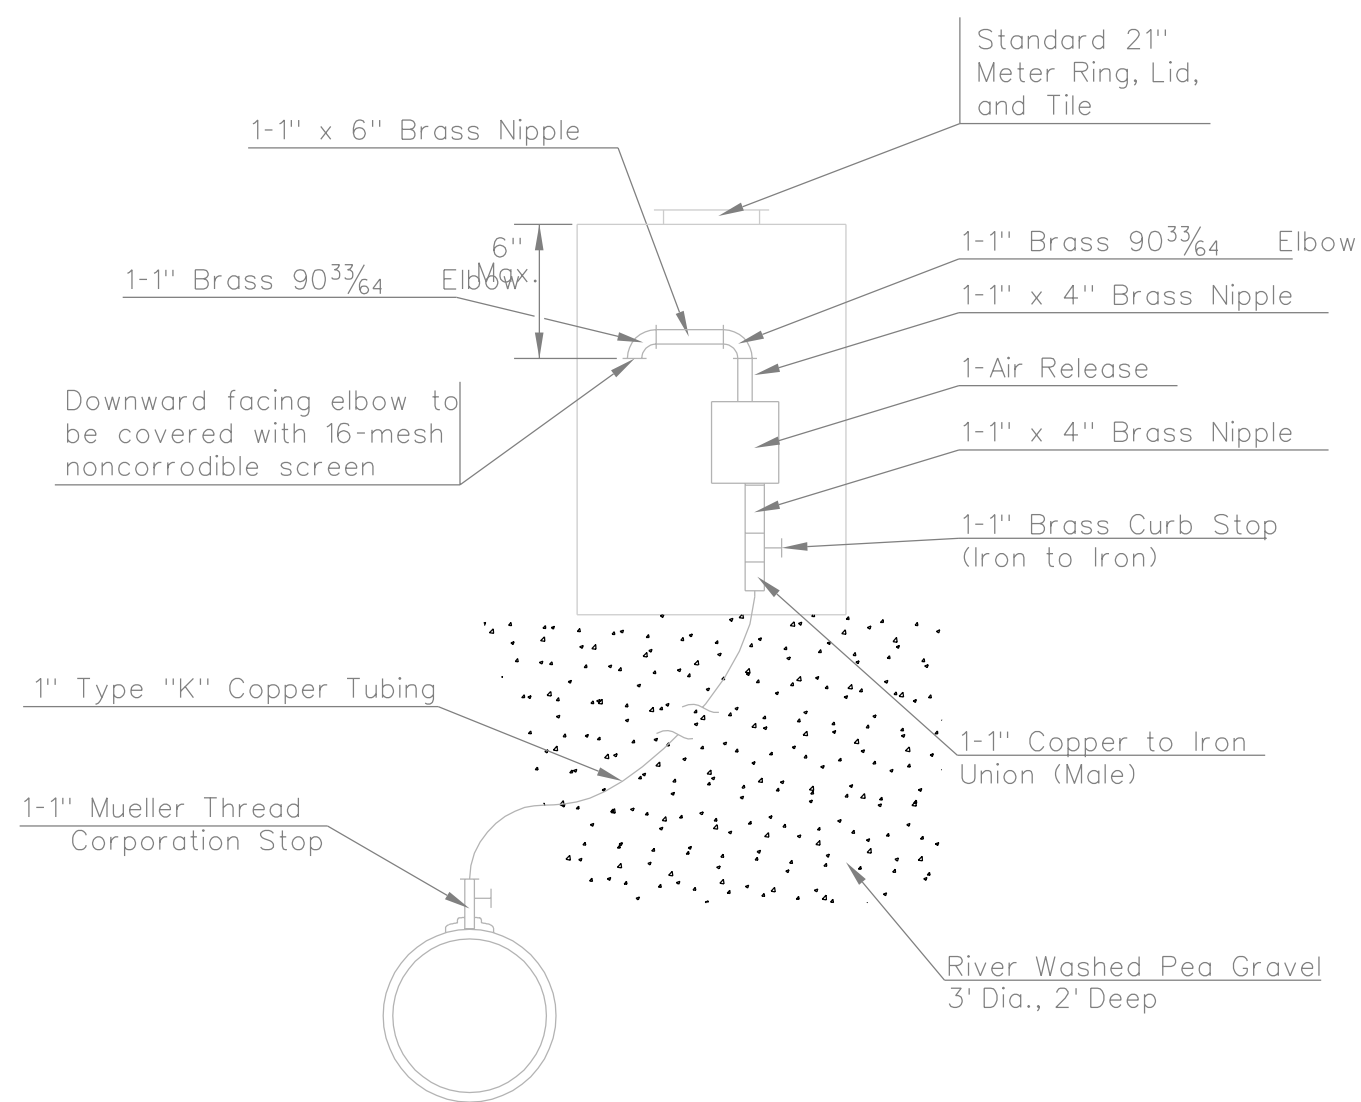 Standard 21"
Meter Ring, Lid,
and Tile
1-1" x 6" Brass Nipple
6"
Max.
1-1" Brass 90 33/64 Elbow
1-1" Brass 90 33/64 Elbow
1-1" x 4" Brass Nipple
1-Air Release
1-1" x 4" Brass Nipple
Downward facing elbow to
be covered with 16-mesh
noncorrodible screen
1-1" Brass Curb Stop
(Iron to Iron)
1" Type "K" Copper Tubing
1-1" Copper to Iron
Union (Male)
1-1" Mueller Thread
Corporation Stop
River Washed Pea Gravel
3' Dia., 2' Deep